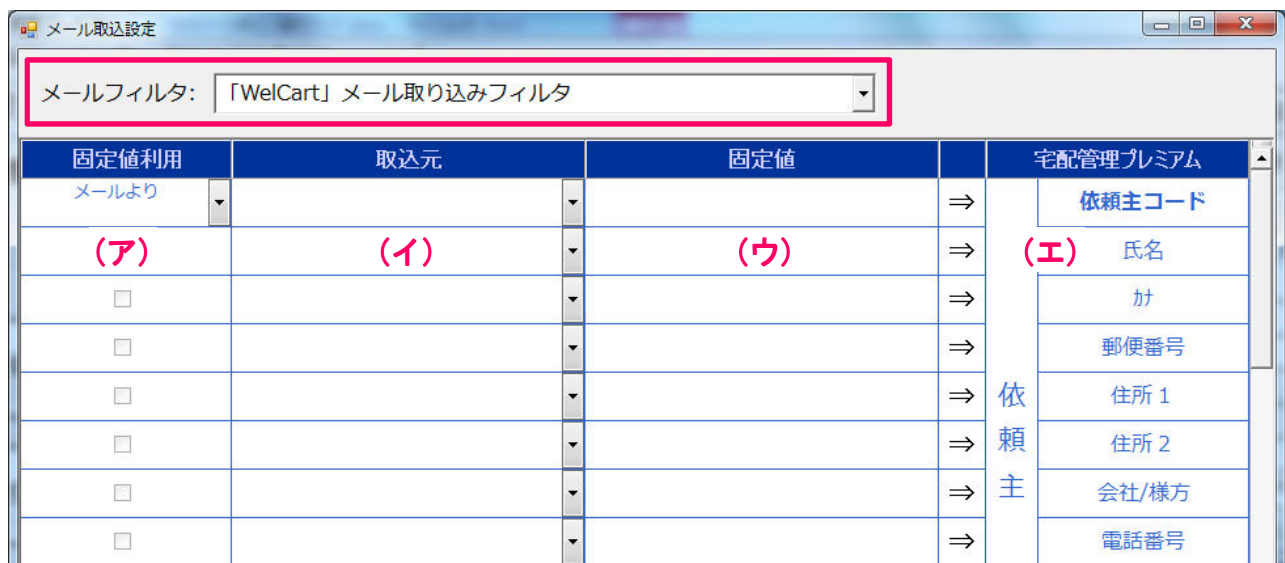 メール取込設定
メールフィルタ: 「WelCart」メール取り込みフィルタ
固定値利用 取込元 固定値 宅配管理プレミアム
メールより ⇒ 依頼主コード
(ア) (イ) (ウ) ⇒ (エ) 氏名
⇒ カナ
⇒ 郵便番号
⇒ 住所 1
⇒ 住所 2
⇒ 会社/様方
⇒ 電話番号
依頼主